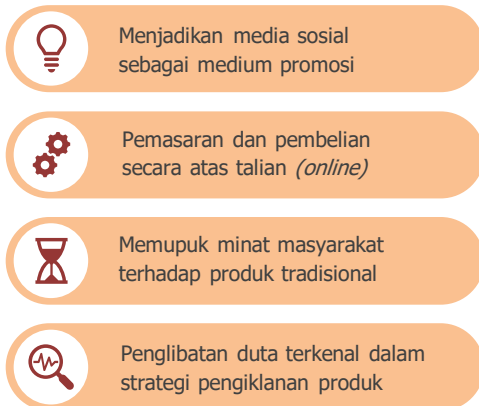 Menjadikan media sosial
sebagai medium promosi
Pemasaran dan pembelian
secara atas talian (online)
Memupuk minat masyarakat
terhadap produk tradisional
Penglibatan duta terkenal dalam
strategi pengiklanan produk